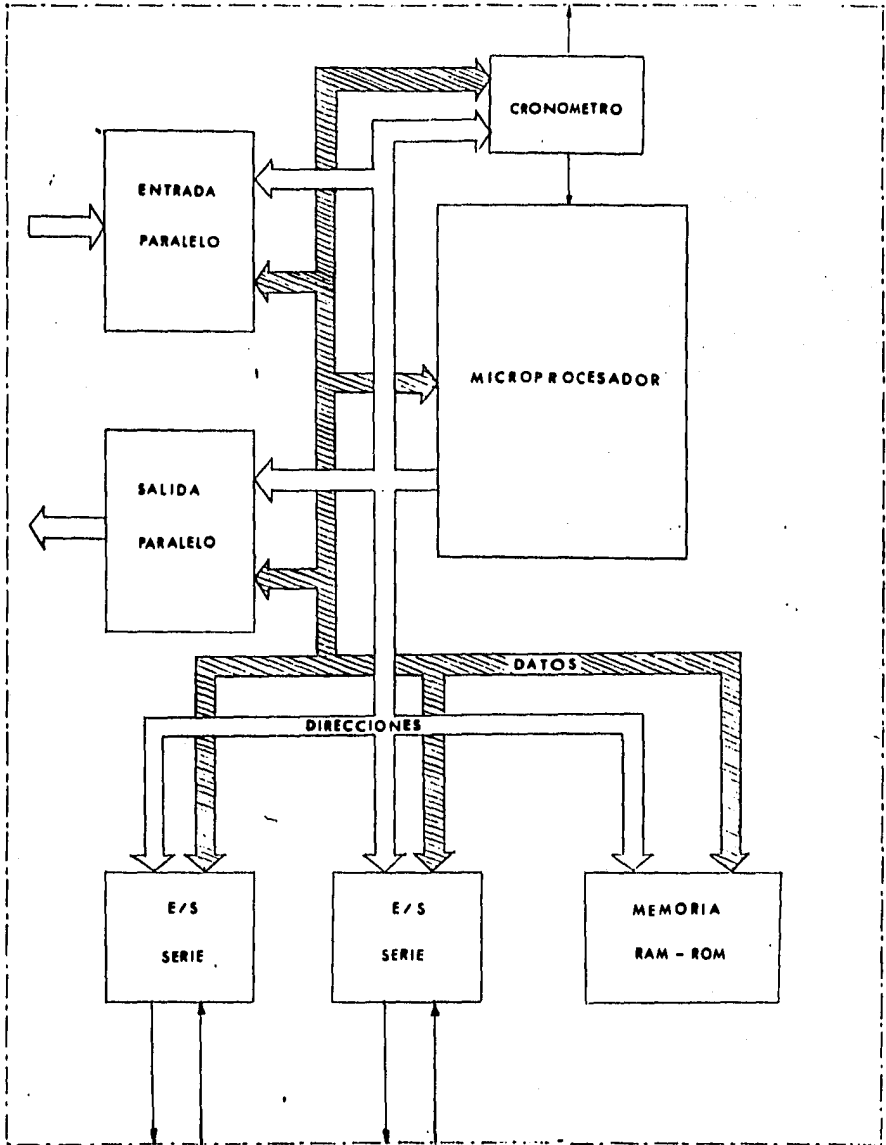 CRONOMETRO
ENTRADA
PARALELO
MICROPROCESADOR
SALIDA
PARALELO
DATOS
DIRECCIONES
E/S
SERIE
E/S
SERIE
MEMORIA
RAM - ROM